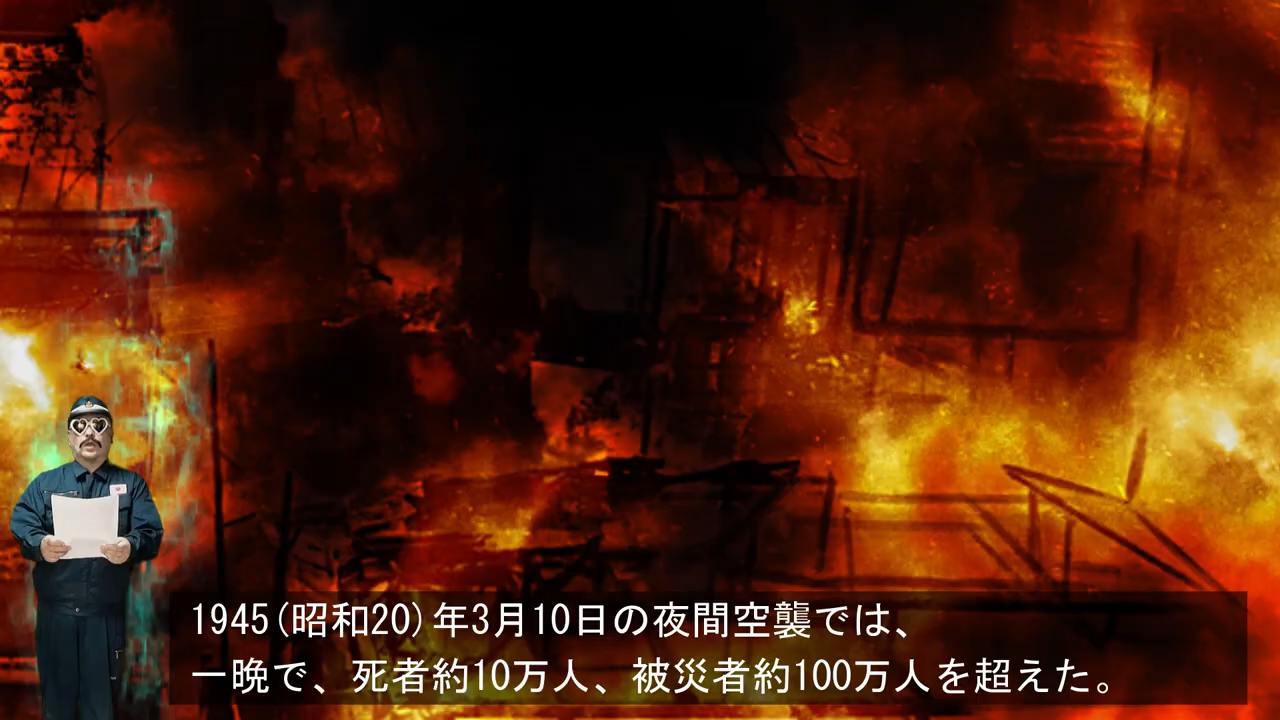 1945(昭和20)年3月10日の夜間空襲では、
一晩で、死者約10万人、被災者約100万人を超えた。